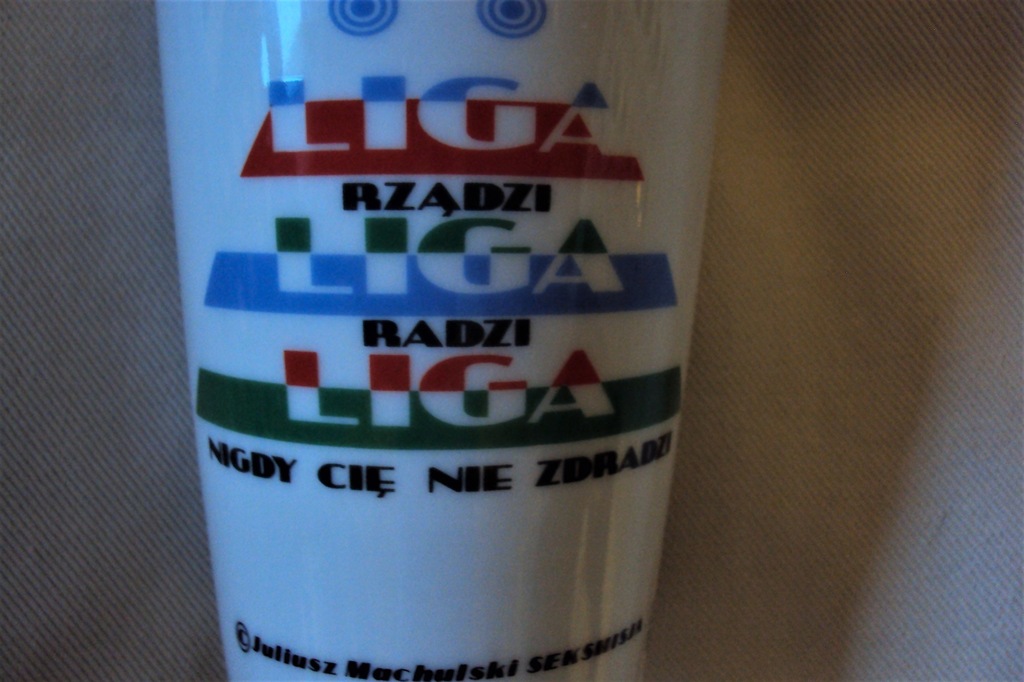 LIGA
RZĄDZI
LIGA
RADZI
LIGA
NIGDY CIĘ NIE ZDRADZI
©Juliusz Machulski SEKSMISJA